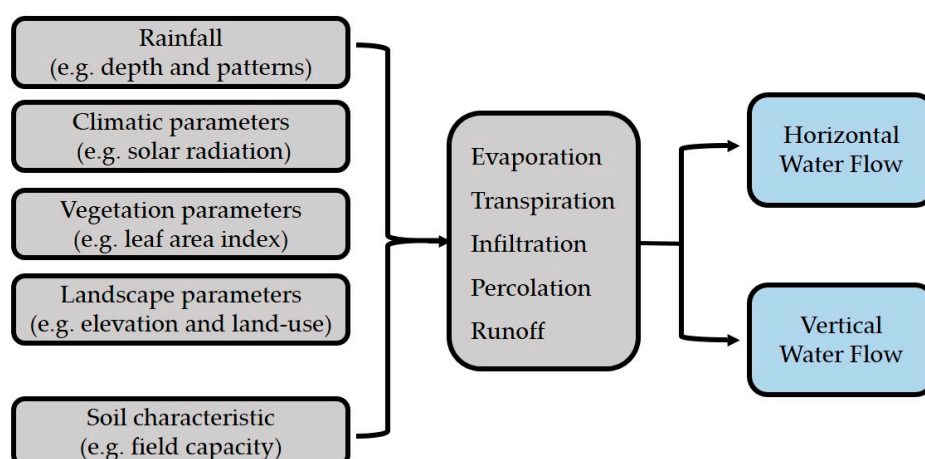 Rainfall
(e.g. depth and patterns)
Climatic parameters
(e.g. solar radiation)
Vegetation parameters
(e.g. leaf area index)
Landscape parameters
(e.g. elevation and land-use)
Soil characteristic
(e.g. field capacity)
Evaporation
Transpiration
Infiltration
Percolation
Runoff
Horizontal
Water Flow
Vertical
Water Flow